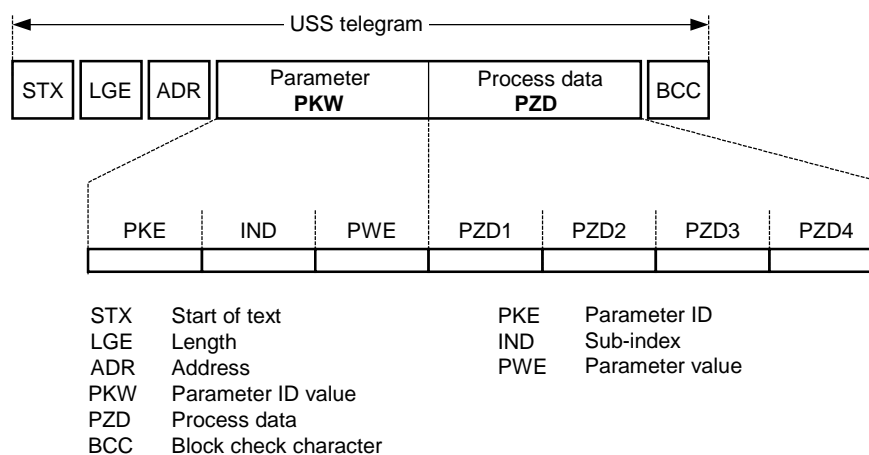 USS telegram
STX LGE ADR Parameter PKW Process data PZD BCC
PKE IND PWE PZD1 PZD2 PZD3 PZD4
STX Start of text
LGE Length
ADR Address
PKW Parameter ID value
PZD Process data
BCC Block check character
PKE Parameter ID
IND Sub-index
PWE Parameter value